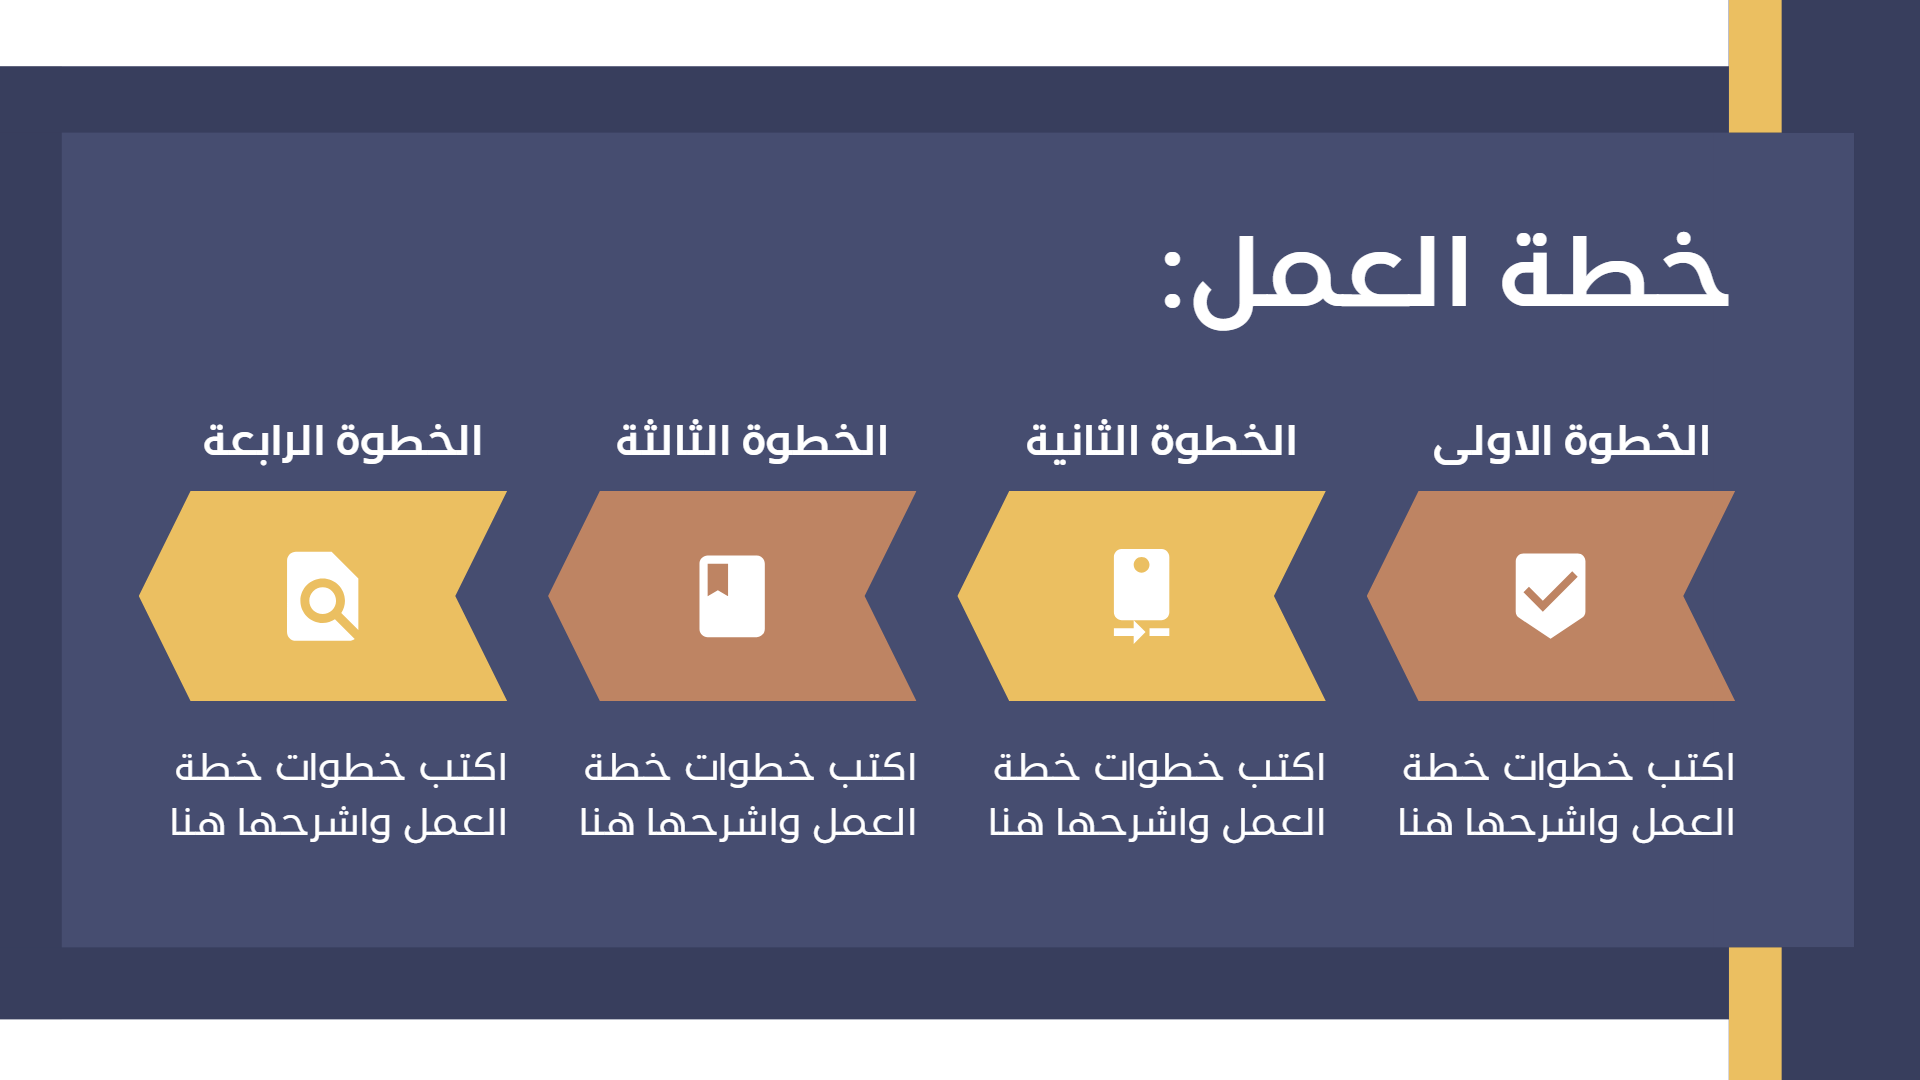 خطة العمل:
الخطوة الاولى
اكتب خطوات خطة
العمل واشرحها هنا
الخطوة الثانية
اكتب خطوات خطة
العمل واشرحها هنا
الخطوة الثالثة
اكتب خطوات خطة
العمل واشرحها هنا
الخطوة الرابعة
اكتب خطوات خطة
العمل واشرحها هنا